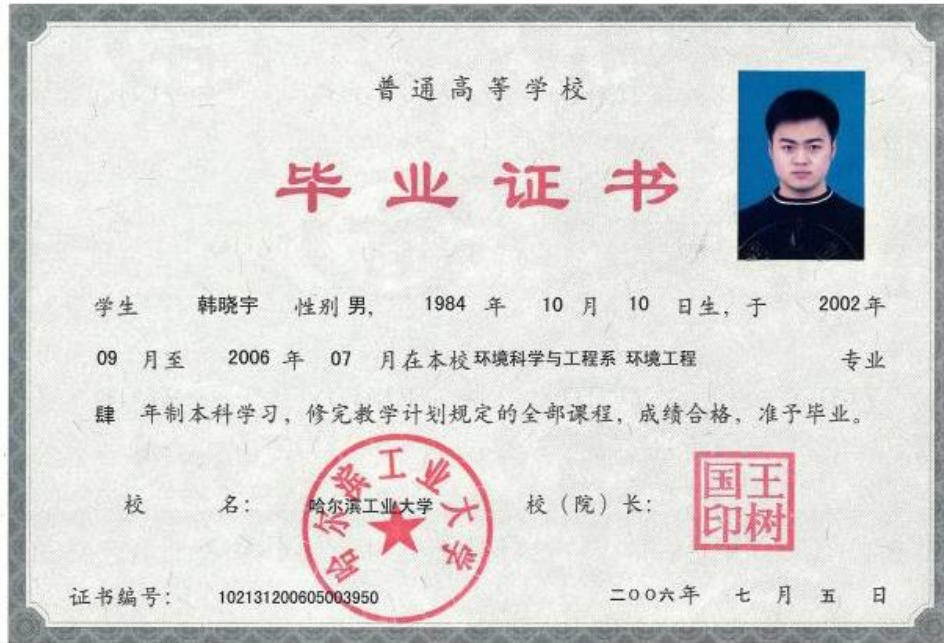 普通高等学校
毕业证书
学生 韩晓宇 性别 男, 1984 年 10 月 10 日生, 于 2002 年
09 月至 2006 年 07 月在本校 环境科学与工程系 环境工程 专业
肆 年制本科学习, 修完教学计划规定的全部课程, 成绩合格, 准予毕业。
校 名: 哈尔滨工业大学 校（院）长:
哈尔滨工业大学
王树国印
证书编号: 102131200605003950 二〇〇六年 七 月 五 日